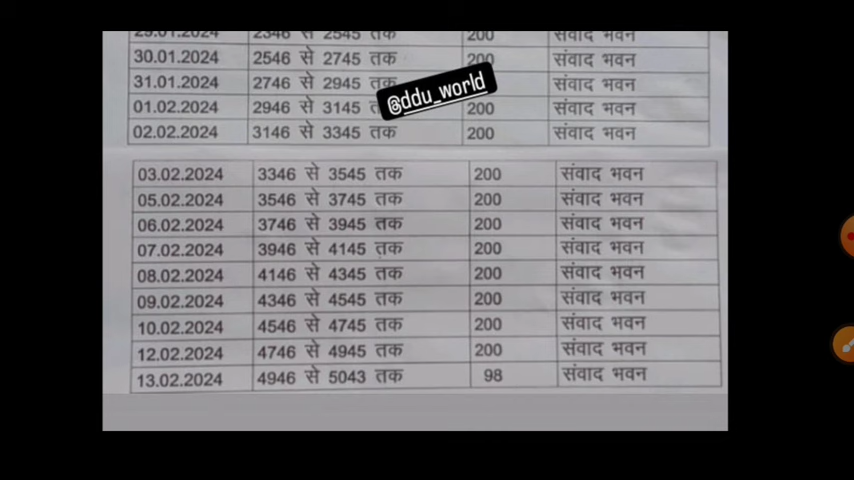 29.01.2024 2346 से 2545 तक 200 संवाद भवन
30.01.2024 2546 से 2745 तक 200 संवाद भवन
31.01.2024 2746 से 2945 तक संवाद भवन
@ddu_world
01.02.2024 2946 से 3145 200 संवाद भवन
02.02.2024 3146 से 3345 तक 200 संवाद भवन
03.02.2024 3346 से 3545 तक 200 संवाद भवन
05.02.2024 3546 से 3745 तक 200 संवाद भवन
06.02.2024 3746 से 3945 तक 200 संवाद भवन
07.02.2024 3946 से 4145 तक 200 संवाद भवन
08.02.2024 4146 से 4345 तक 200 संवाद भवन
09.02.2024 4346 से 4545 तक 200 संवाद भवन
10.02.2024 4546 से 4745 तक 200 संवाद भवन
12.02.2024 4746 से 4945 तक 200 संवाद भवन
13.02.2024 4946 से 5043 तक 98 संवाद भवन